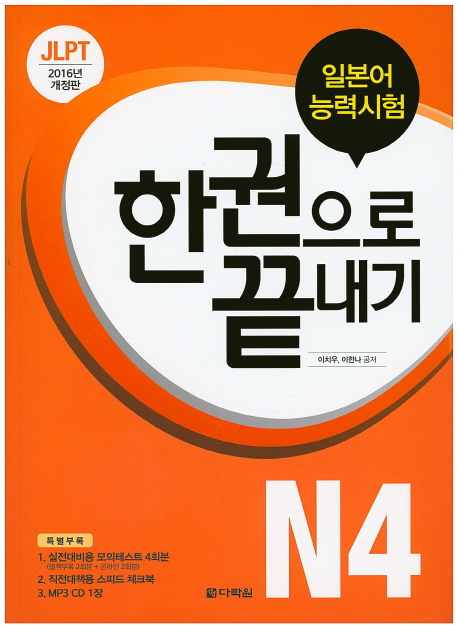 JLPT
2016년
개정판
일본어
능력시험
한권으로
끝내기
이치우, 이한나 공저
N4
특별부록
1. 실전대비용 모의테스트 4회분
(별책부록 2회분 + 온라인 2회분)
2. 직전대책용 스피드 체크북
3. MP3 CD 1장
다락원